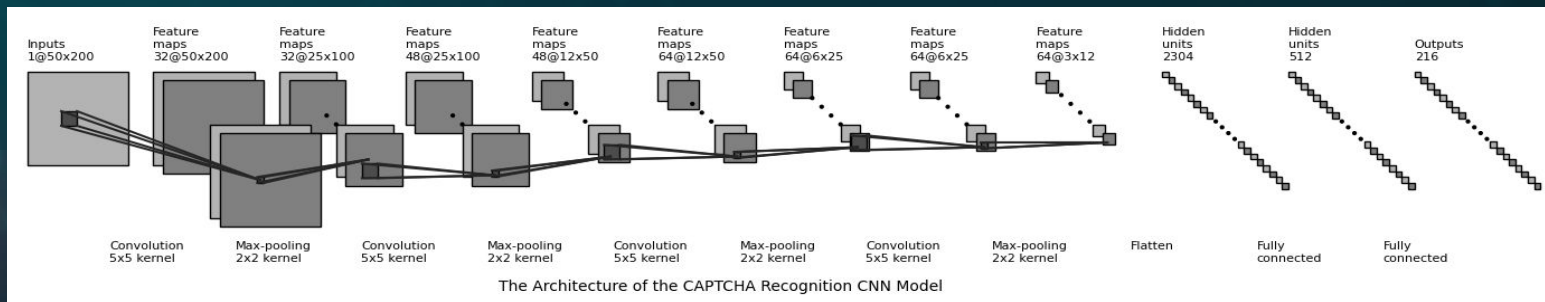 Inputs
1@50x200
Feature
maps
32@50x200
Feature
maps
32@25x100
Feature
maps
48@25x100
Feature
maps
48@12x50
Feature
maps
64@12x50
Feature
maps
64@6x25
Feature
maps
64@6x25
Feature
maps
64@3x12
Hidden
units
2304
Hidden
units
512
Outputs
216
Convolution
5x5 kernel
Max-pooling
2x2 kernel
Convolution
5x5 kernel
Max-pooling
2x2 kernel
Convolution
5x5 kernel
Max-pooling
2x2 kernel
Convolution
5x5 kernel
Max-pooling
2x2 kernel
Flatten
Fully
connected
Fully
connected
The Architecture of the CAPTCHA Recognition CNN Model